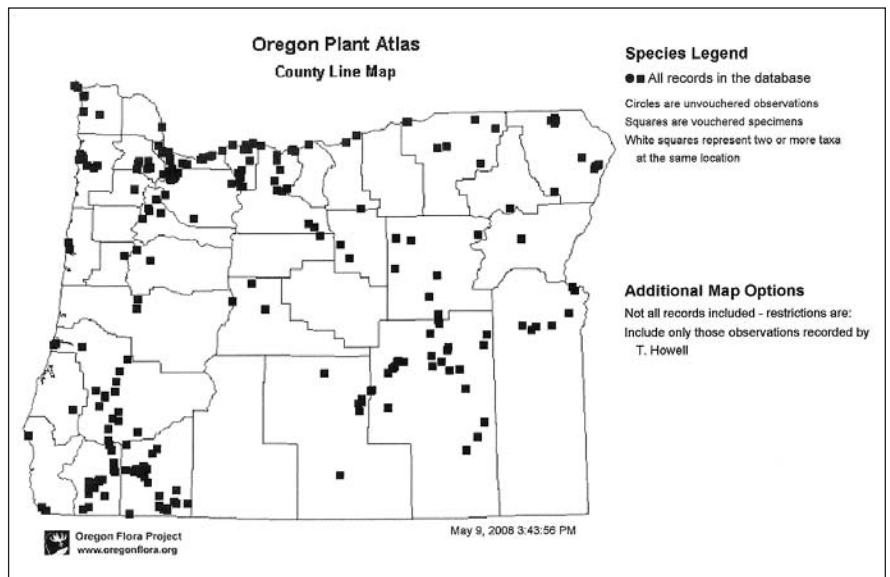 Oregon Plant Atlas
County Line Map
Species Legend
●■ All records in the database
Circles are unvouchered observations
Squares are vouchered specimens
White squares represent two or more taxa
at the same location
Additional Map Options
Not all records included - restrictions are:
Include only those observations recorded by
T. Howell
Oregon Flora Project
www.oregonflora.org
May 9, 2008 3:43:56 PM